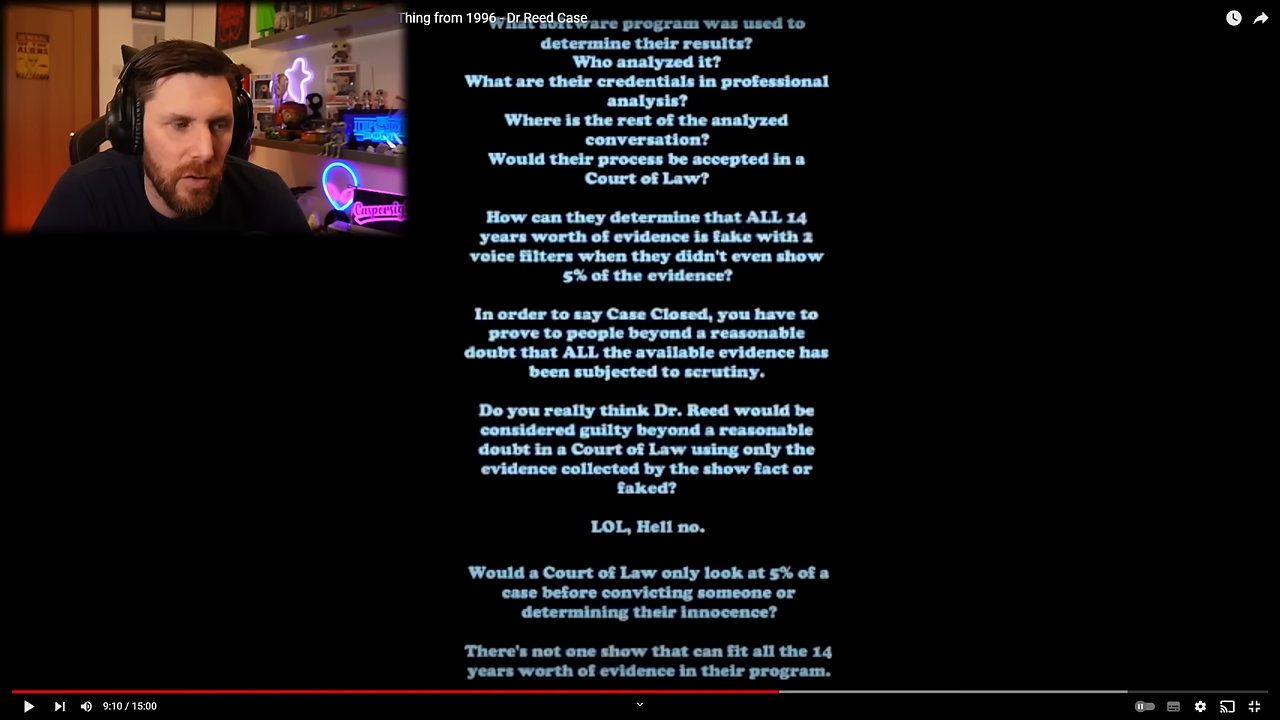 Thing from 1996 - Dr Reed Case
What software program was used to
determine their results?
Who analyzed it?
What are their credentials in professional
analysis?
Where is the rest of the analyzed
conversation?
Would their process be accepted in a
Court of Law?
How can they determine that ALL 14
years worth of evidence is fake with 2
voice filters when they didn't even show
5% of the evidence?
In order to say Case Closed, you have to
prove to people beyond a reasonable
doubt that ALL the available evidence has
been subjected to scrutiny.
Do you really think Dr. Reed would be
considered guilty beyond a reasonable
doubt in a Court of Law using only the
evidence collected by the show fact or
faked?
LOL, Hell no.
Would a Court of Law only look at 5% of a
case before convicting someone or
determining their innocence?
There's not one show that can fit all the 14
years worth of evidence in their program.
9:10 / 15:00